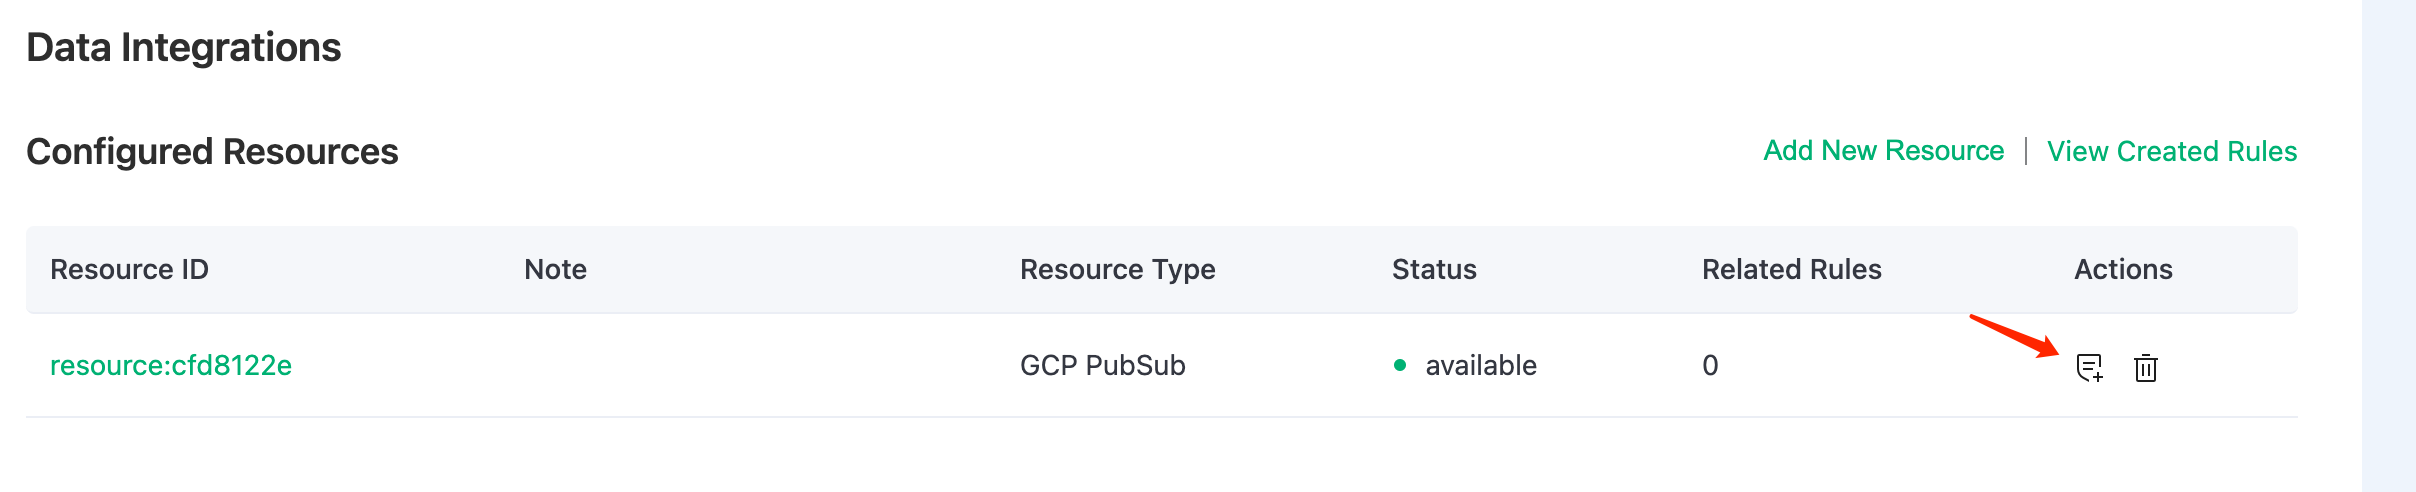 Data Integrations
Configured Resources
Add New Resource | View Created Rules
Resource ID Note Resource Type Status Related Rules Actions
resource:cfd8122e GCP PubSub available 0